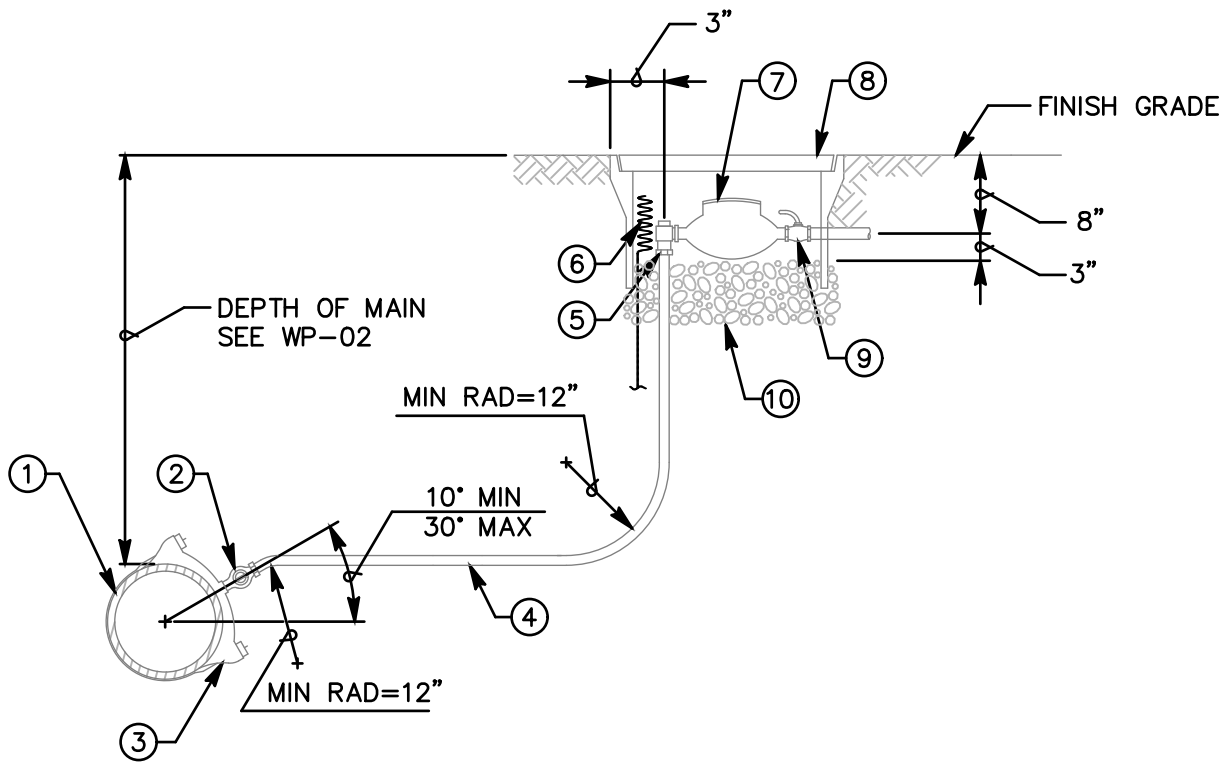 3”
7
8
FINISH GRADE
8”
6
3”
5
DEPTH OF MAIN
SEE WP–02
9
MIN RAD=12”
10
1
2
10° MIN
30° MAX
4
MIN RAD=12”
3